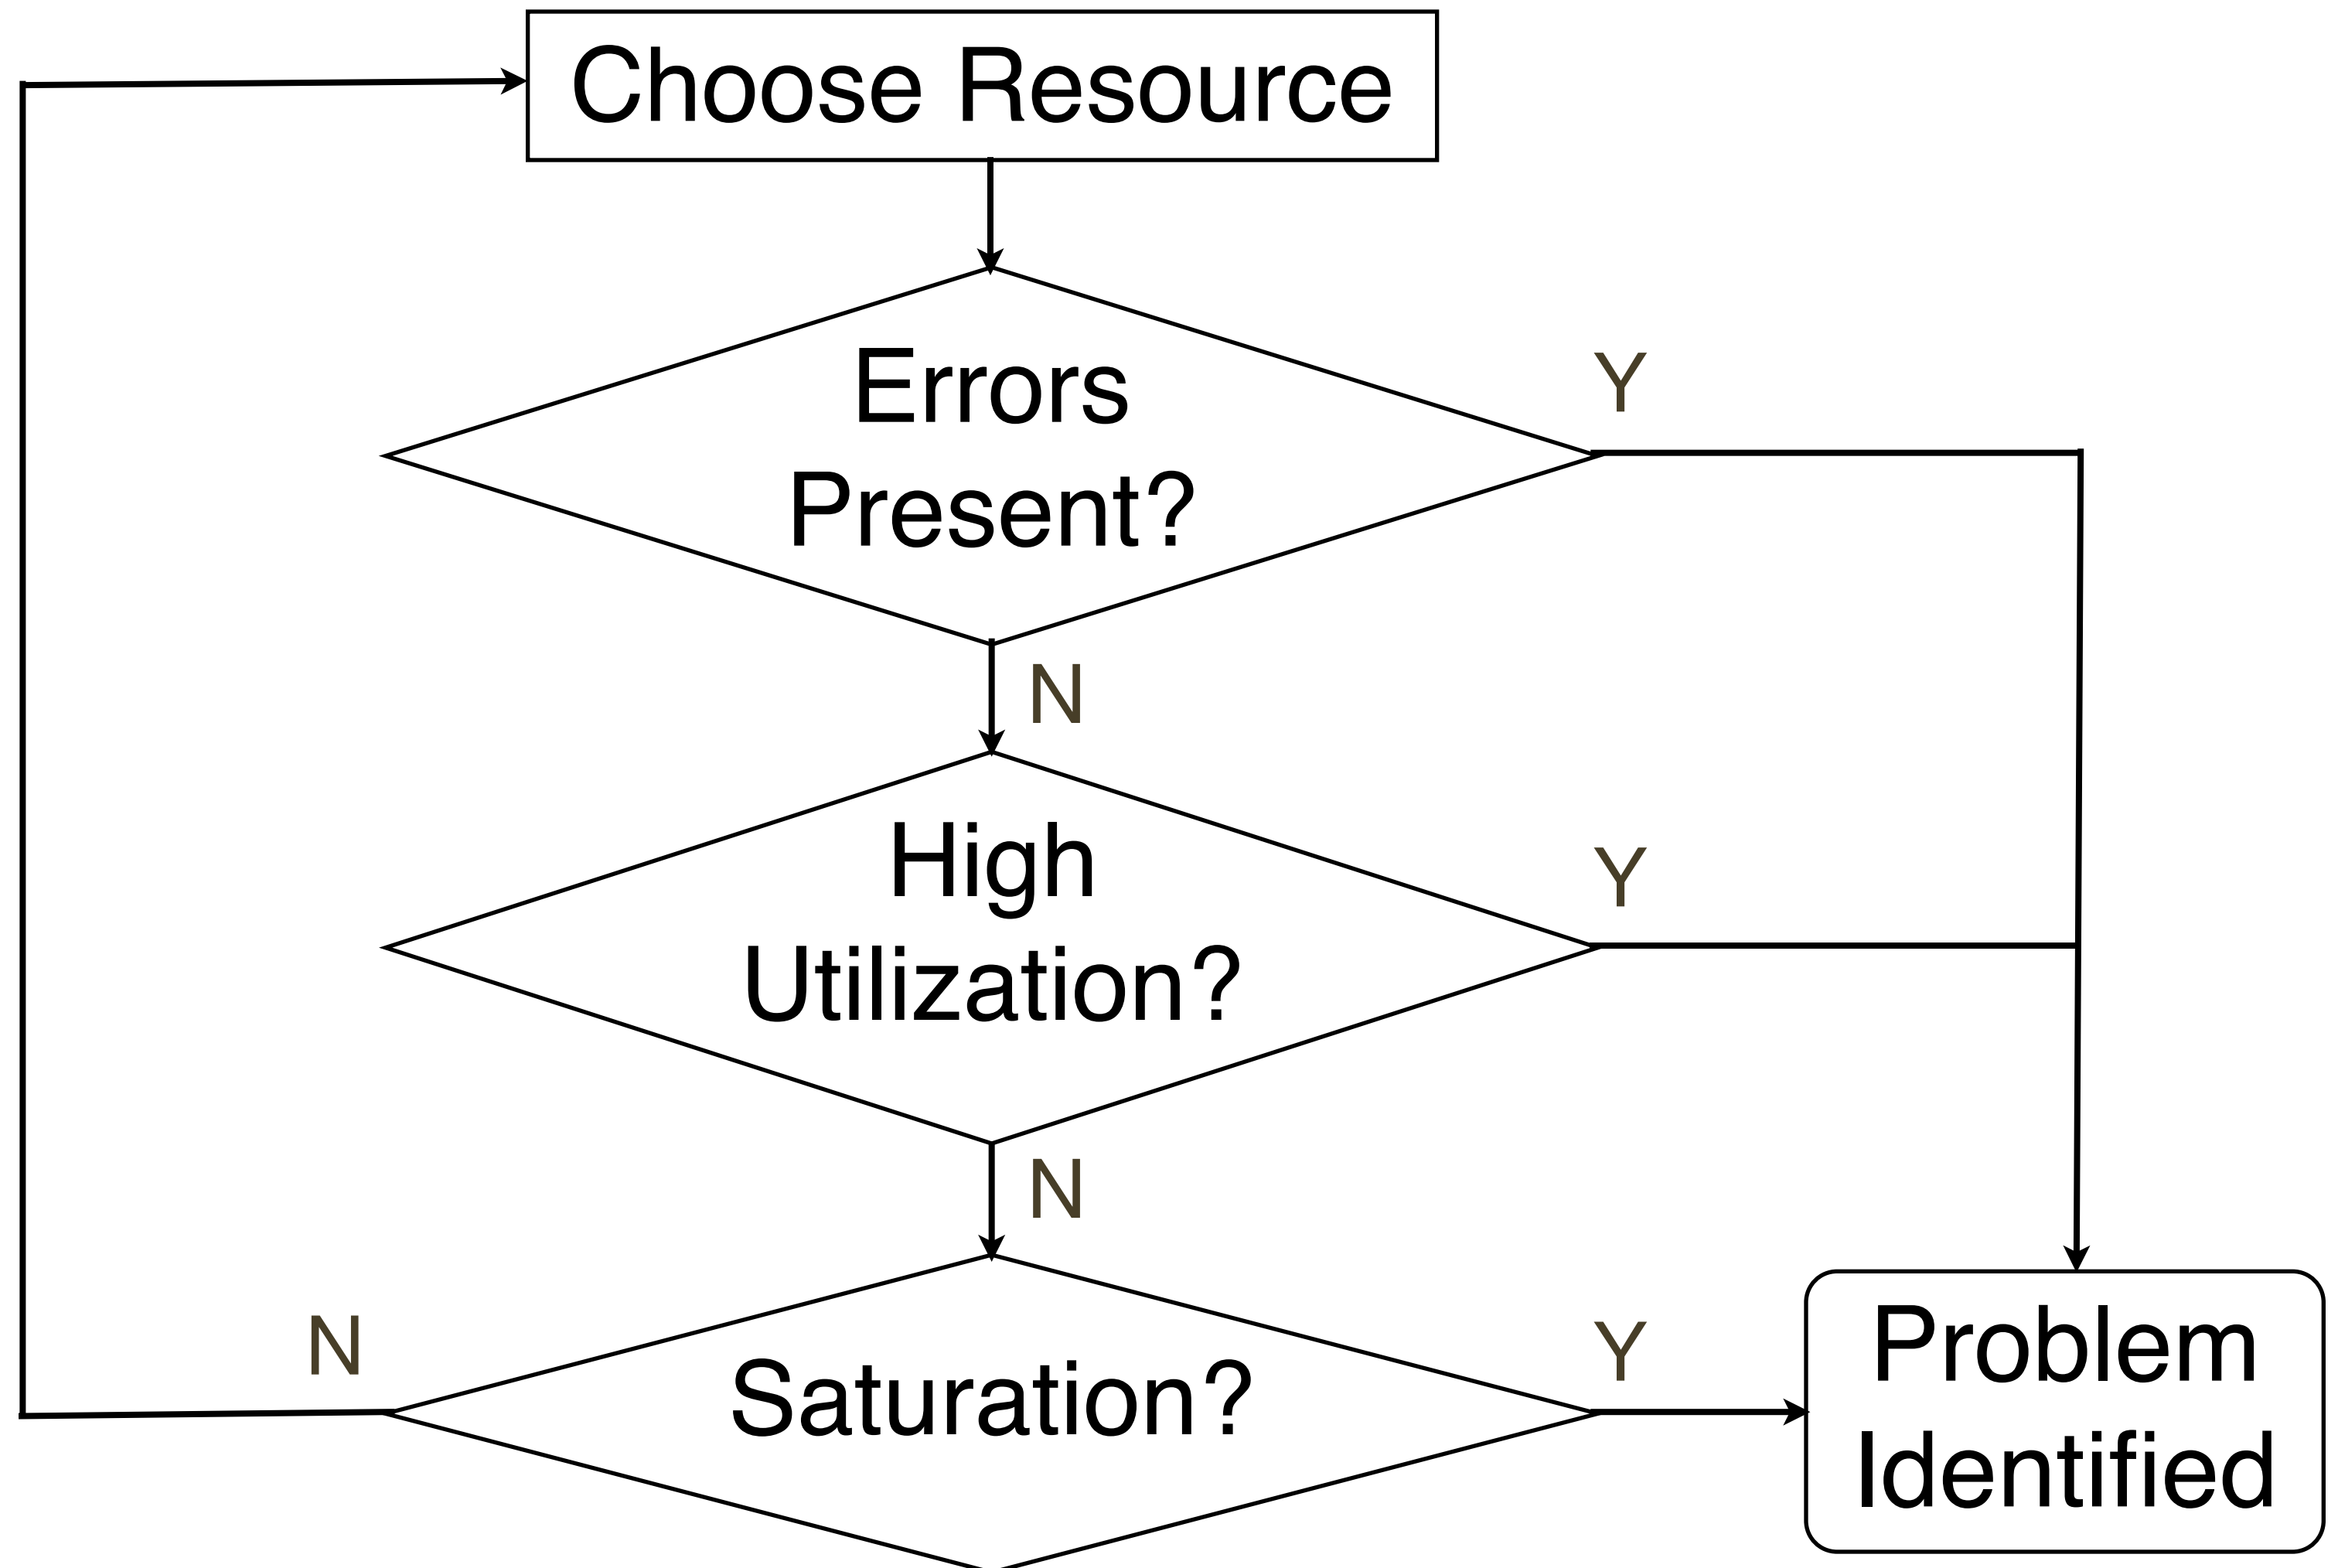 Choose Resource
Errors
Present?
Y
N
High
Utilization?
Y
N
Saturation?
N
Y
Problem
Identified